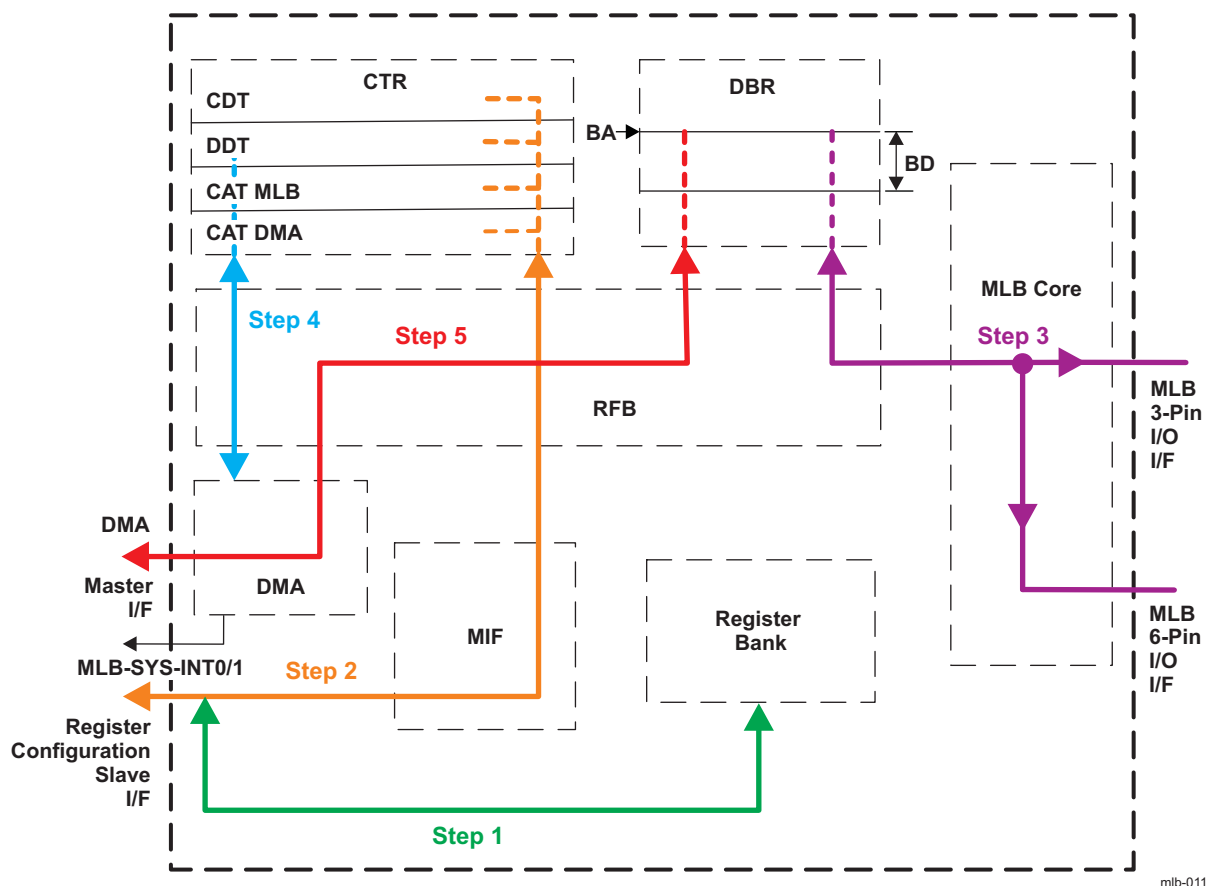 CTR
CDT
DDT
CAT MLB
CAT DMA
DBR
BA
BD
MLB Core
Step 4
Step 5
Step 3
RFB
MLB
3-Pin
I/O
I/F
DMA
Master
I/F
DMA
MIF
Register
Bank
MLB
6-Pin
I/O
I/F
MLB-SYS-INT0/1
Step 2
Register
Configuration
Slave
I/F
Step 1
mlb-011